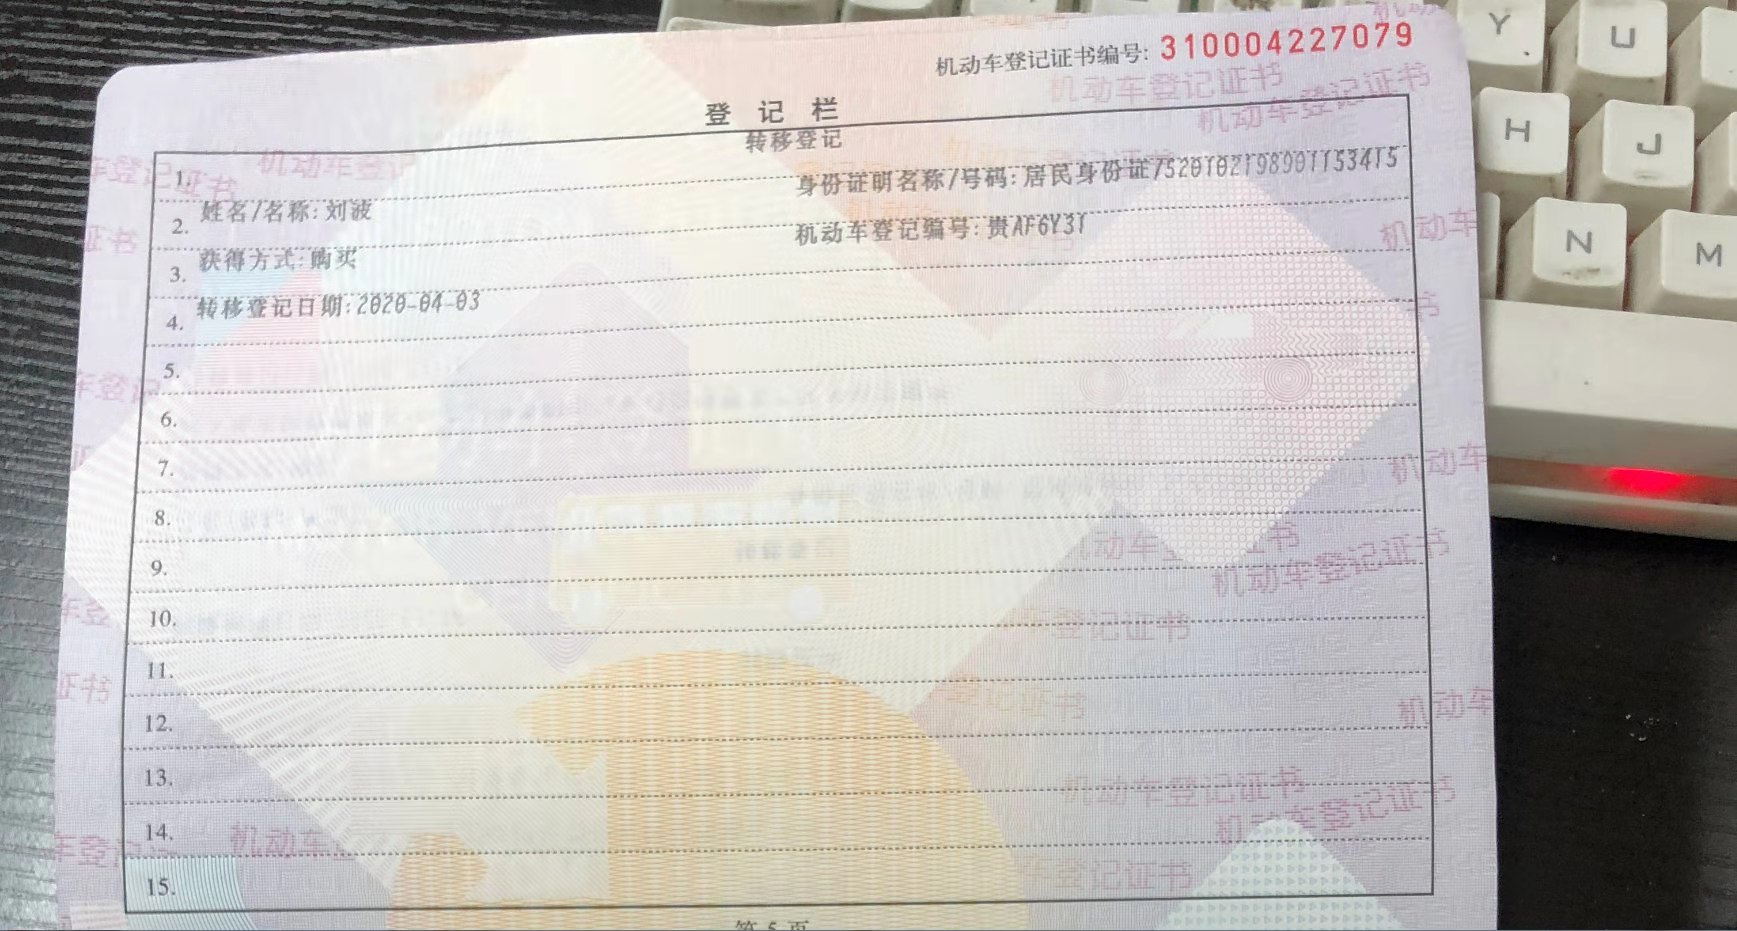 机动车登记证书编号: 310004227079
登 记 栏
转移登记
1.
身份证明名称/号码: 居民身份证/520102198901153415
2. 姓名/名称: 刘波
机动车登记编号: 贵AF6Y31
3. 获得方式: 购买
4. 转移登记日期: 2020-04-03
5.
6.
7.
8.
9.
10.
11.
12.
13.
14.
15.
第 5 页
Y
U
H
J
N
M